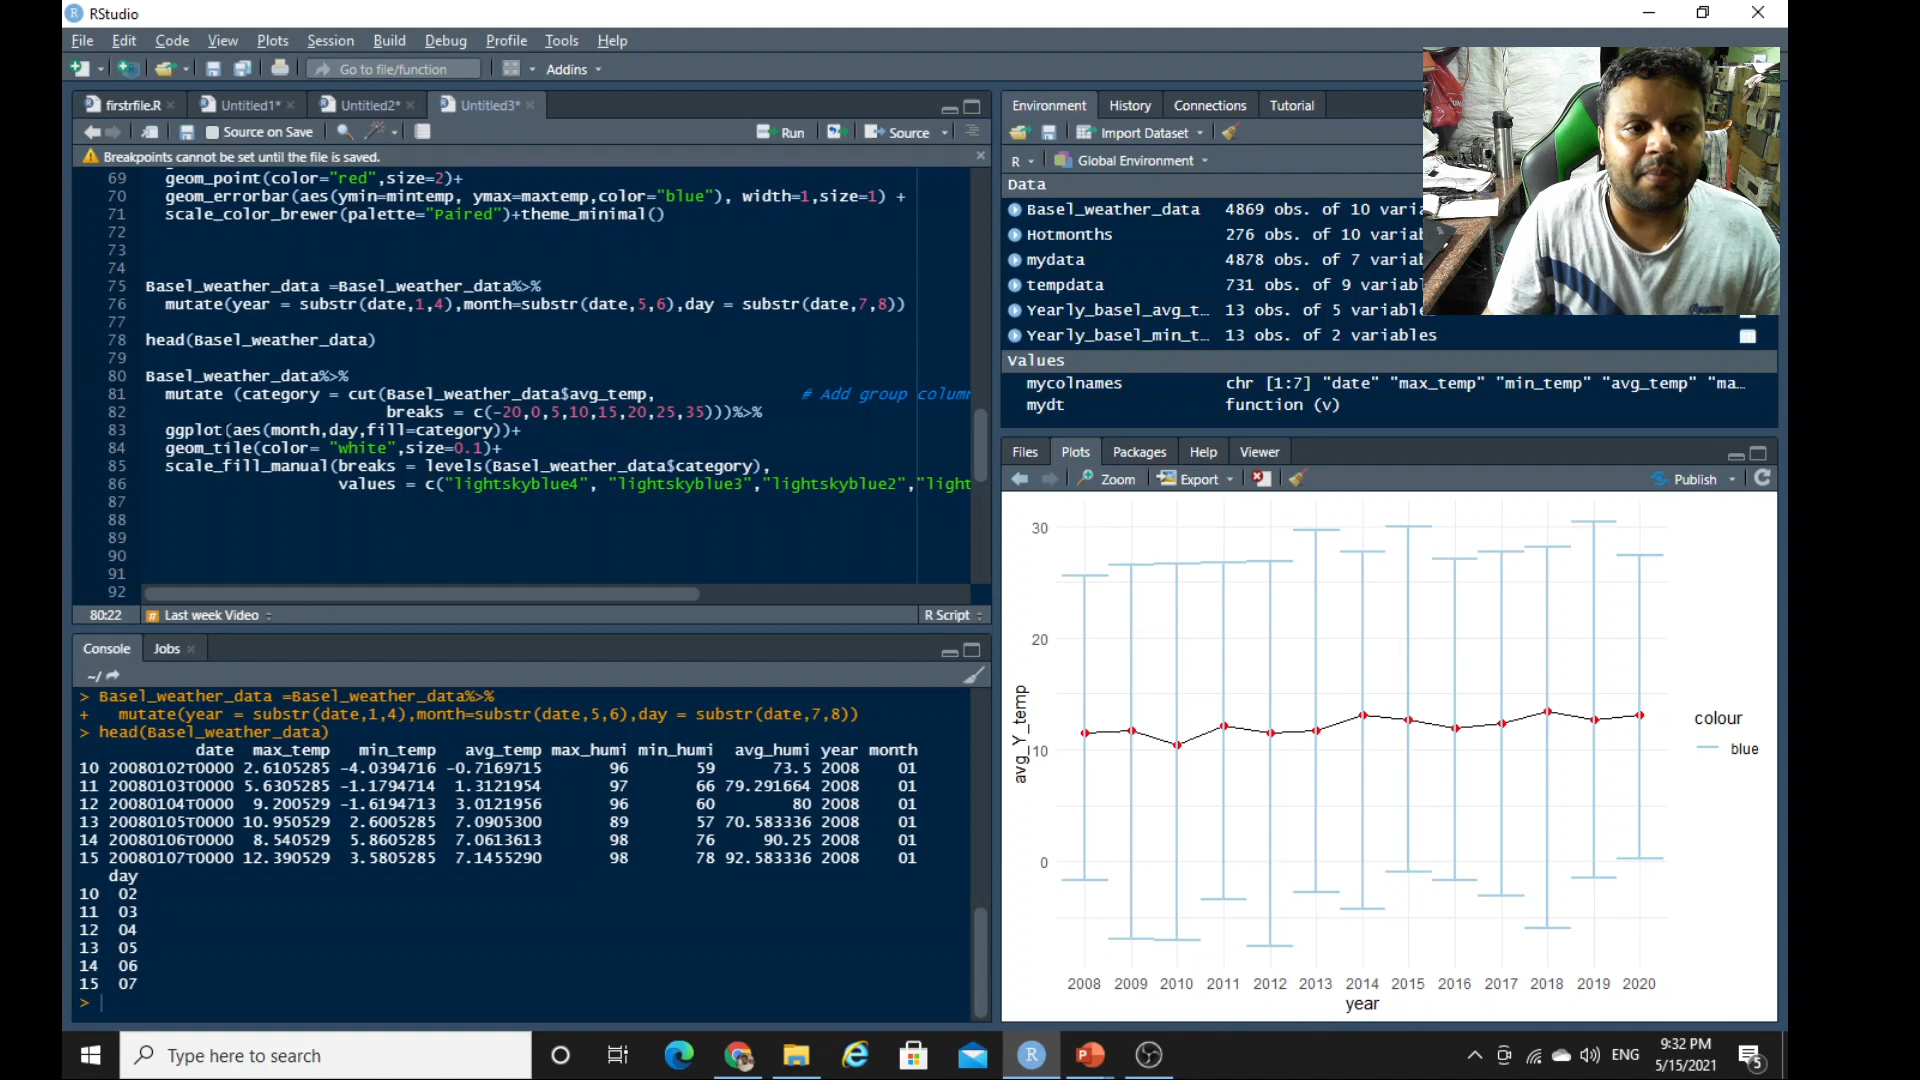 RStudio
File Edit Code View Plots Session Build Debug Profile Tools Help
Go to file/function Addins
firstrfile.R Untitled1* Untitled2* Untitled3*
Source on Save Run Source
Breakpoints cannot be set until the file is saved.
69 geom_point(color="red",size=2)+
70 geom_errorbar(aes(ymin=mintemp, ymax=maxtemp,color="blue"), width=1,size=1) +
71 scale_color_brewer(palette="Paired")+theme_minimal()
72
73
74
75 Basel_weather_data =Basel_weather_data%>%
76 mutate(year = substr(date,1,4),month=substr(date,5,6),day = substr(date,7,8))
77
78 head(Basel_weather_data)
79
80 Basel_weather_data%>%
81 mutate (category = cut(Basel_weather_data$avg_temp, # Add group column
82 breaks = c(-20,0,5,10,15,20,25,35)))%>%
83 ggplot(aes(month,day,fill=category))+
84 geom_tile(color= "white",size=0.1)+
85 scale_fill_manual(breaks = levels(Basel_weather_data$category),
86 values = c("lightskyblue4", "lightskyblue3","lightskyblue2","light
87
88
89
90
91
92
80:22 Last week Video R Script
Console Jobs
~/
> Basel_weather_data =Basel_weather_data%>%
+ mutate(year = substr(date,1,4),month=substr(date,5,6),day = substr(date,7,8))
> head(Basel_weather_data)
date max_temp min_temp avg_temp max_humi min_humi avg_humi year month
10 20080102T0000 2.6105285 -4.0394716 -0.7169715 96 59 73.5 2008 01
11 20080103T0000 5.6305285 -1.1794714 1.3121954 97 66 79.291664 2008 01
12 20080104T0000 9.200529 -1.6194713 3.0121956 96 60 80 2008 01
13 20080105T0000 10.950529 2.6005285 7.0905300 89 57 70.583336 2008 01
14 20080106T0000 8.540529 5.8605285 7.0613613 98 76 90.25 2008 01
15 20080107T0000 12.390529 3.5805285 7.1455290 98 78 92.583336 2008 01
day
10 02
11 03
12 04
13 05
14 06
15 07
>
Environment History Connections Tutorial
Import Dataset
R Global Environment
Data
Basel_weather_data 4869 obs. of 10 varia
Hotmonths 276 obs. of 10 variab
mydata 4878 obs. of 7 variab
tempdata 731 obs. of 9 variabl
Yearly_basel_avg_t... 13 obs. of 5 variable
Yearly_basel_min_t... 13 obs. of 2 variables
Values
mycolnames chr [1:7] "date" "max_temp" "min_temp" "avg_temp" "ma...
mydt function (v)
Files Plots Packages Help Viewer
Zoom Export Publish
30
20
10
0
avg_Y_temp
2008 2009 2010 2011 2012 2013 2014 2015 2016 2017 2018 2019 2020
year
colour
blue
Type here to search
ENG
9:32 PM
5/15/2021
5